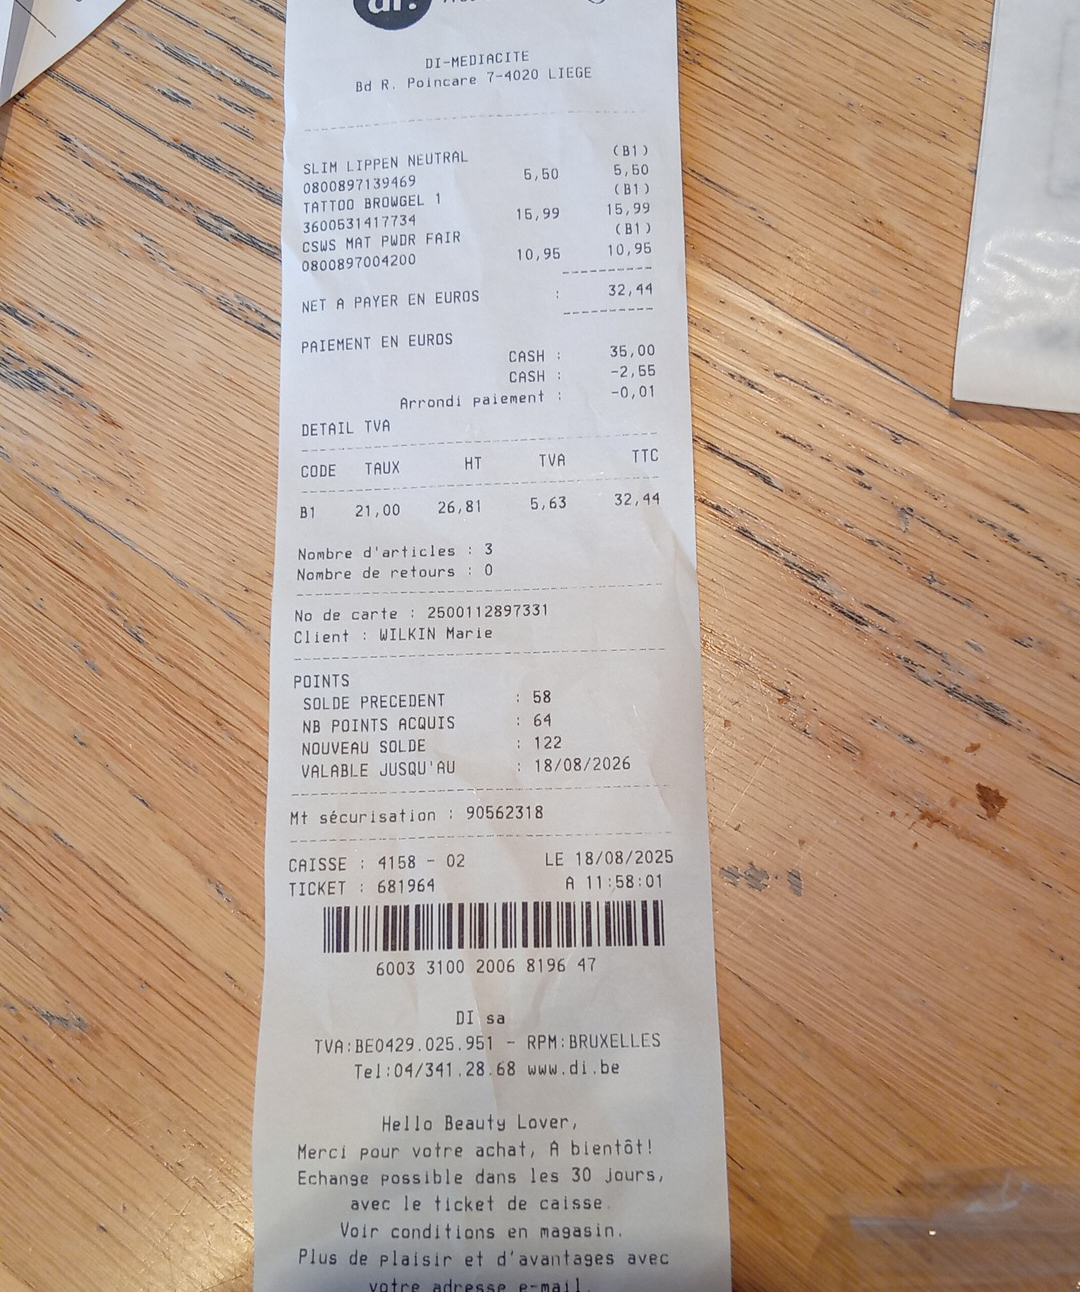 di.
DI-MEDIACITE
Bd R. Poincare 7-4020 LIEGE
(B1)
SLIM LIPPEN NEUTRAL
0800897139469 5,50 5,50
(B1)
TATTOO BROWGEL 1
3600531417734 15,99 15,99
(B1)
CSWS MAT PWDR FAIR
0800897004200 10,95 10,95
NET A PAYER EN EUROS : 32,44
PAIEMENT EN EUROS
CASH : 35,00
CASH : -2,55
Arrondi paiement : -0,01
DETAIL TVA
CODE TAUX HT TVA TTC
B1 21,00 26,81 5,63 32,44
Nombre d'articles : 3
Nombre de retours : 0
No de carte : 2500112897331
Client : WILKIN Marie
POINTS
SOLDE PRECEDENT : 58
NB POINTS ACQUIS : 64
NOUVEAU SOLDE : 122
VALABLE JUSQU'AU : 18/08/2026
Mt sécurisation : 90562318
CAISSE : 4158 - 02 LE 18/08/2025
TICKET : 681964 A 11:58:01
6003 3100 2006 8196 47
DI sa
TVA:BE0429.025.951 - RPM:BRUXELLES
Tel:04/341.28.68 www.di.be
Hello Beauty Lover,
Merci pour votre achat, A bientôt!
Echange possible dans les 30 jours,
avec le ticket de caisse.
Voir conditions en magasin.
Plus de plaisir et d'avantages avec
votre adresse e-mail.